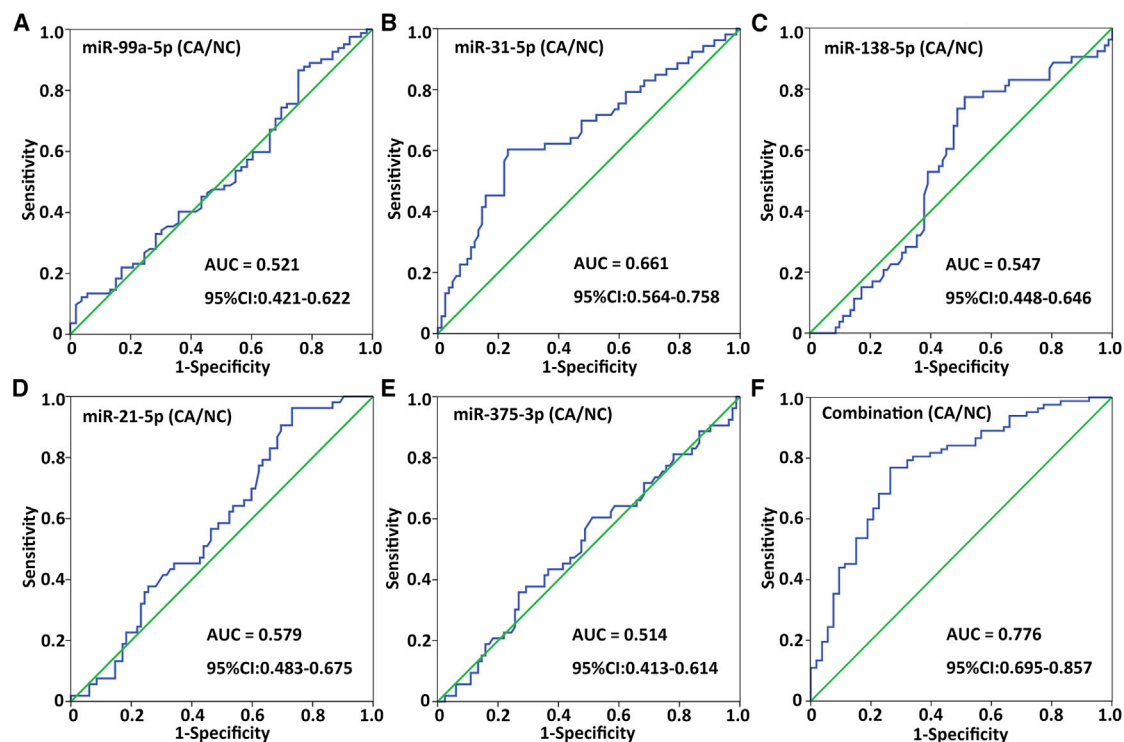 A
miR-99a-5p (CA/NC)
1.0
0.8
0.6
0.4
0.2
0
Sensitivity
AUC = 0.521
95%CI:0.421-0.622
0 0.2 0.4 0.6 0.8 1.0
1-Specificity
B
miR-31-5p (CA/NC)
1.0
0.8
0.6
0.4
0.2
0
Sensitivity
AUC = 0.661
95%CI:0.564-0.758
0 0.2 0.4 0.6 0.8 1.0
1-Specificity
C
miR-138-5p (CA/NC)
1.0
0.8
0.6
0.4
0.2
0
Sensitivity
AUC = 0.547
95%CI:0.448-0.646
0 0.2 0.4 0.6 0.8 1.0
1-Specificity
D
miR-21-5p (CA/NC)
1.0
0.8
0.6
0.4
0.2
0
Sensitivity
AUC = 0.579
95%CI:0.483-0.675
0 0.2 0.4 0.6 0.8 1.0
1-Specificity
E
miR-375-3p (CA/NC)
1.0
0.8
0.6
0.4
0.2
0
Sensitivity
AUC = 0.514
95%CI:0.413-0.614
0 0.2 0.4 0.6 0.8 1.0
1-Specificity
F
Combination (CA/NC)
1.0
0.8
0.6
0.4
0.2
0
Sensitivity
AUC = 0.776
95%CI:0.695-0.857
0 0.2 0.4 0.6 0.8 1.0
1-Specificity